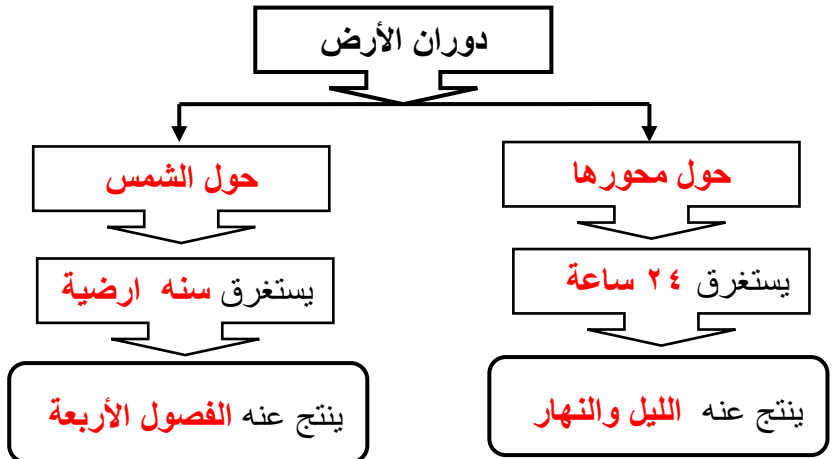 دوران الأرض
حول محورها
حول الشمس
يستغرق ٢٤ ساعة
يستغرق سنه ارضية
ينتج عنه الليل والنهار
ينتج عنه الفصول الأربعة